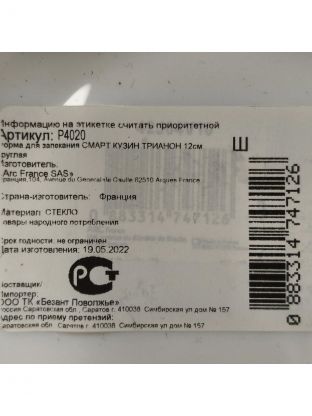 Информацию на этикетке считать приоритетной
Артикул: P4020
Форма для запекания СМАРТ КУЗИН ТРИАНОН 12см
круглая
Изготовитель:
"Arc France SAS»
Франция,104, Avenue du Generalde Gaulle 62510 Arques France
Страна-изготовитель: Франция
Материал: СТЕКЛО
Товары народного потребления
Срок годности: не ограничен
Дата изготовления: 19.05.2022
РСТ
Поставщик/
Импортер:
ООО ТК «Безант Поволжье»
Россия Саратовская обл., Саратов г. 410038 Симбирская ул дом № 157
Адрес по приему претензий:
Саратовская обл, Саратов г. 410038, Симбирская ул дом № 157
Ш
0 883314 747126